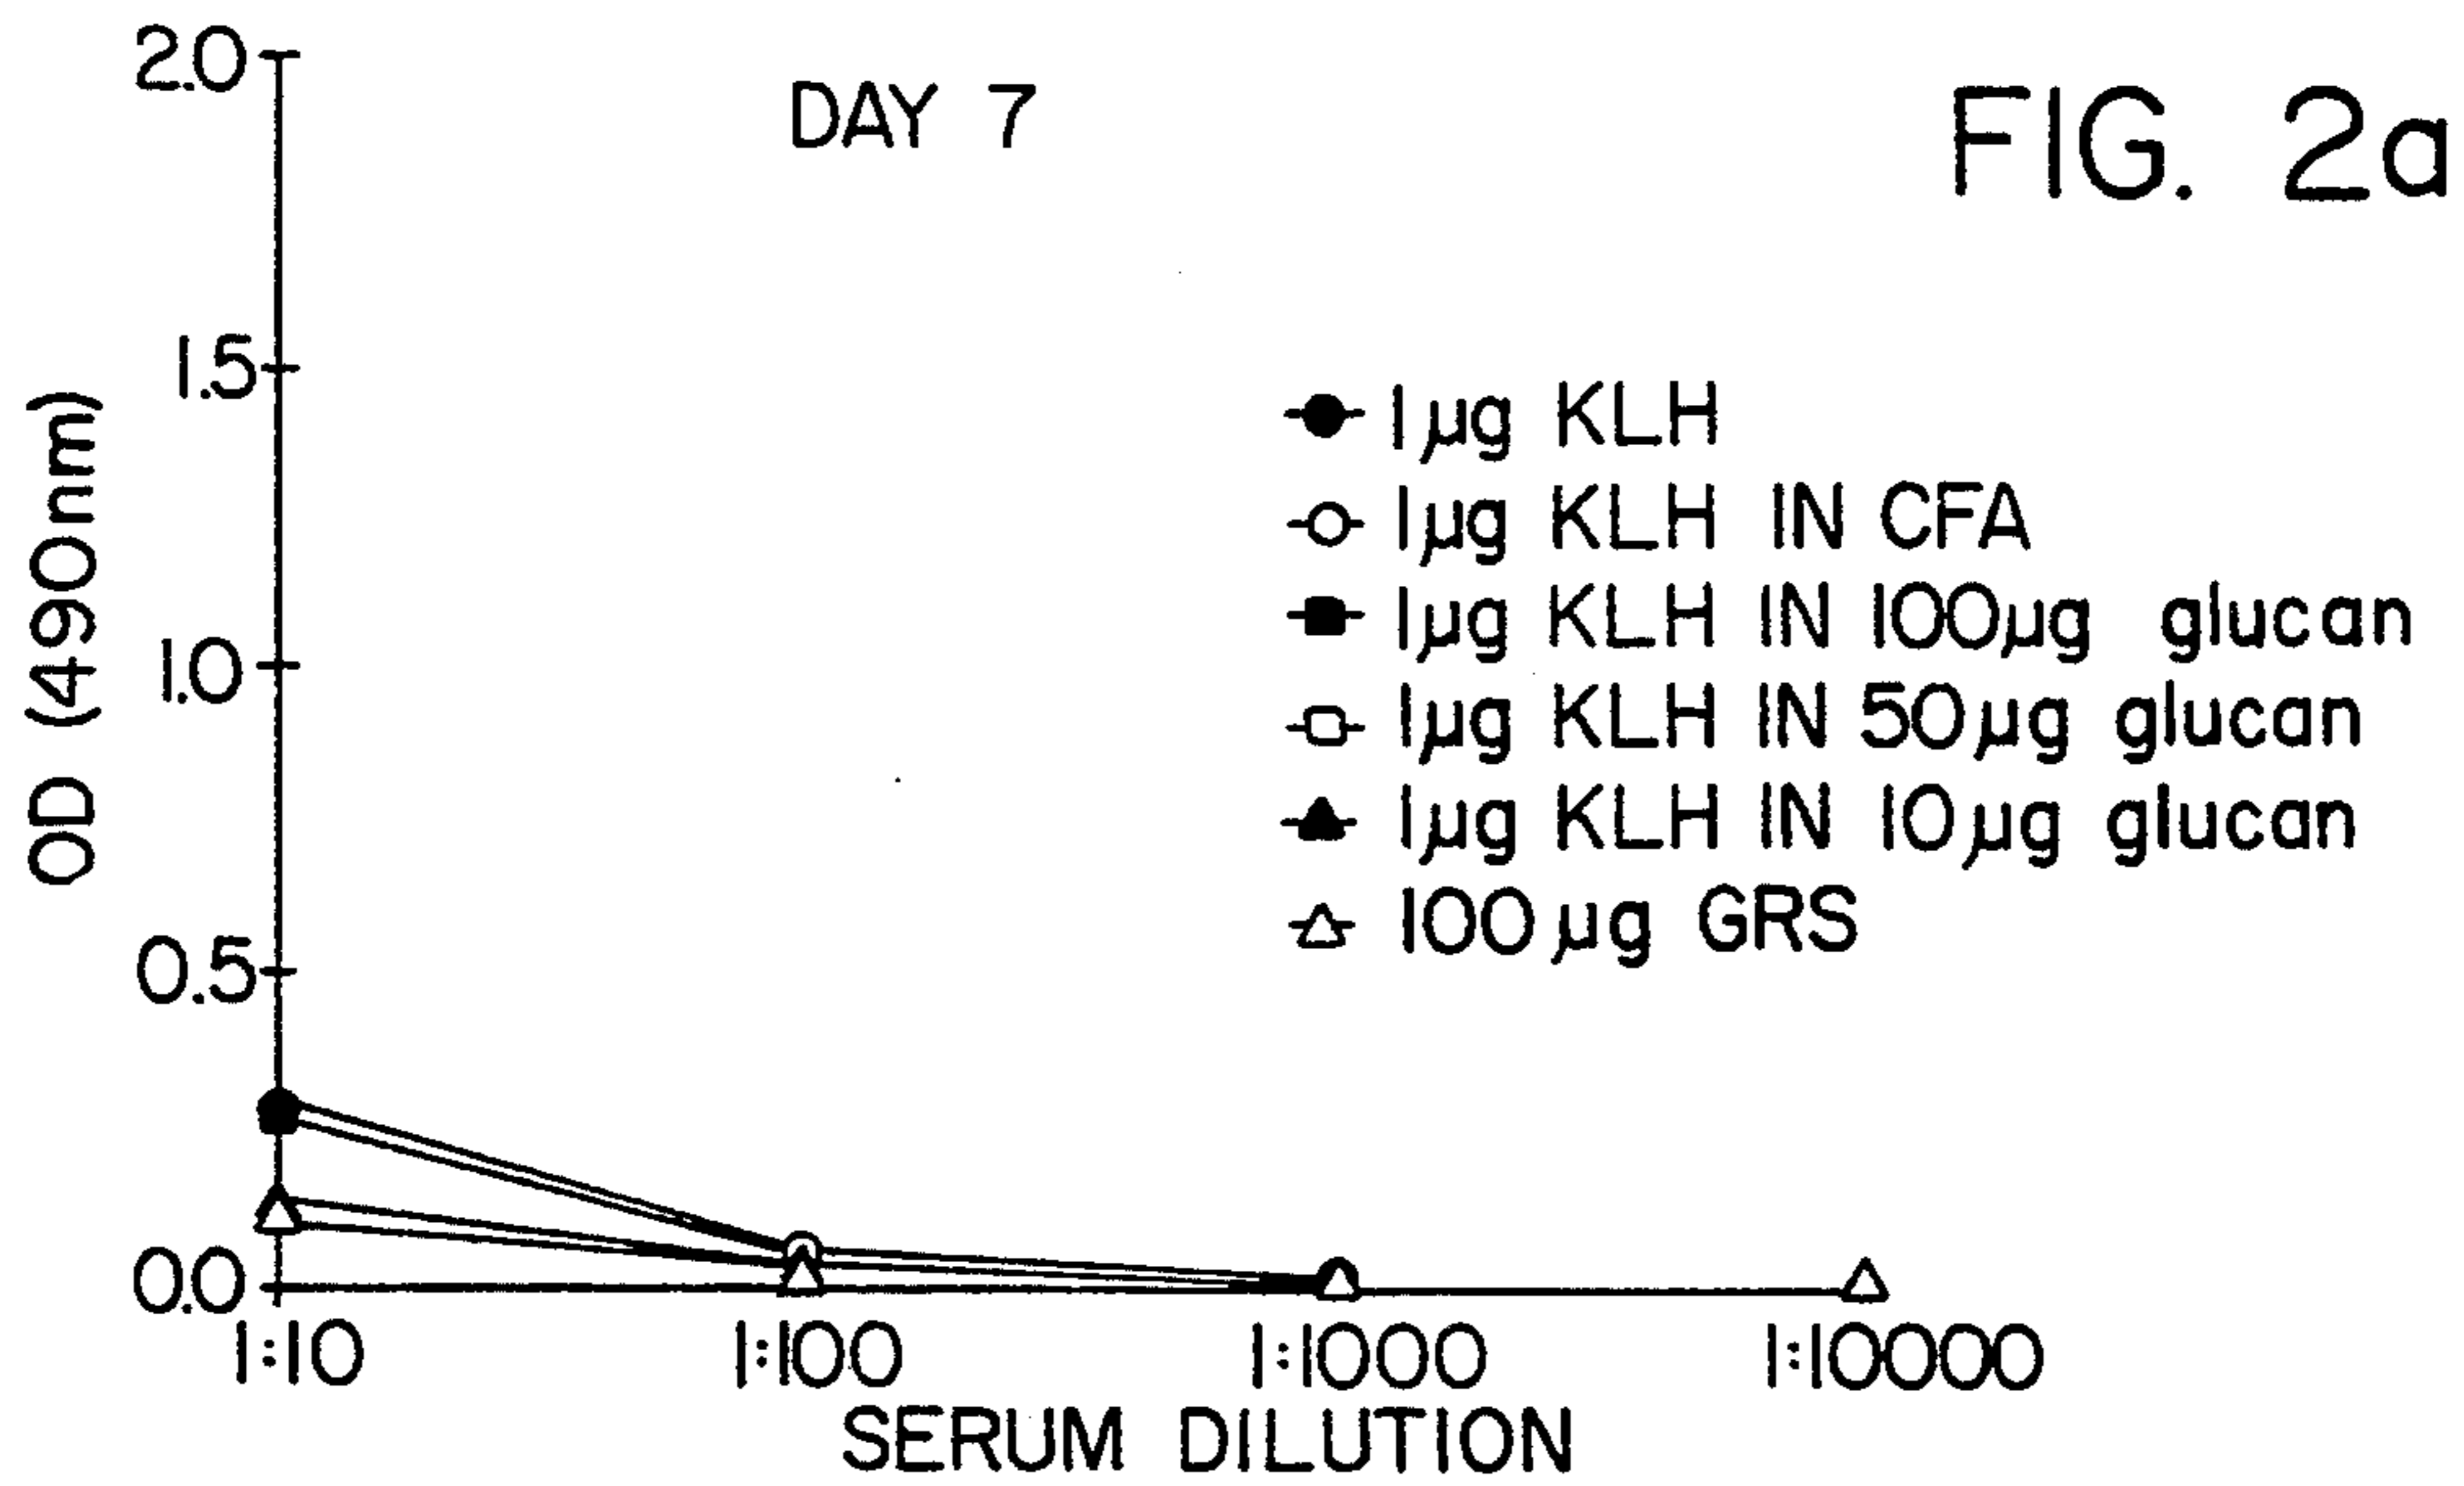 2.0
DAY 7
FIG. 2a
1.5
1.0
0.5
0.0
OD (490nm)
1µg KLH
1µg KLH IN CFA
1µg KLH IN 100µg glucan
1µg KLH IN 50µg glucan
1µg KLH IN 10µg glucan
100µg GRS
1:10 1:100 1:1000 1:10000
SERUM DILUTION